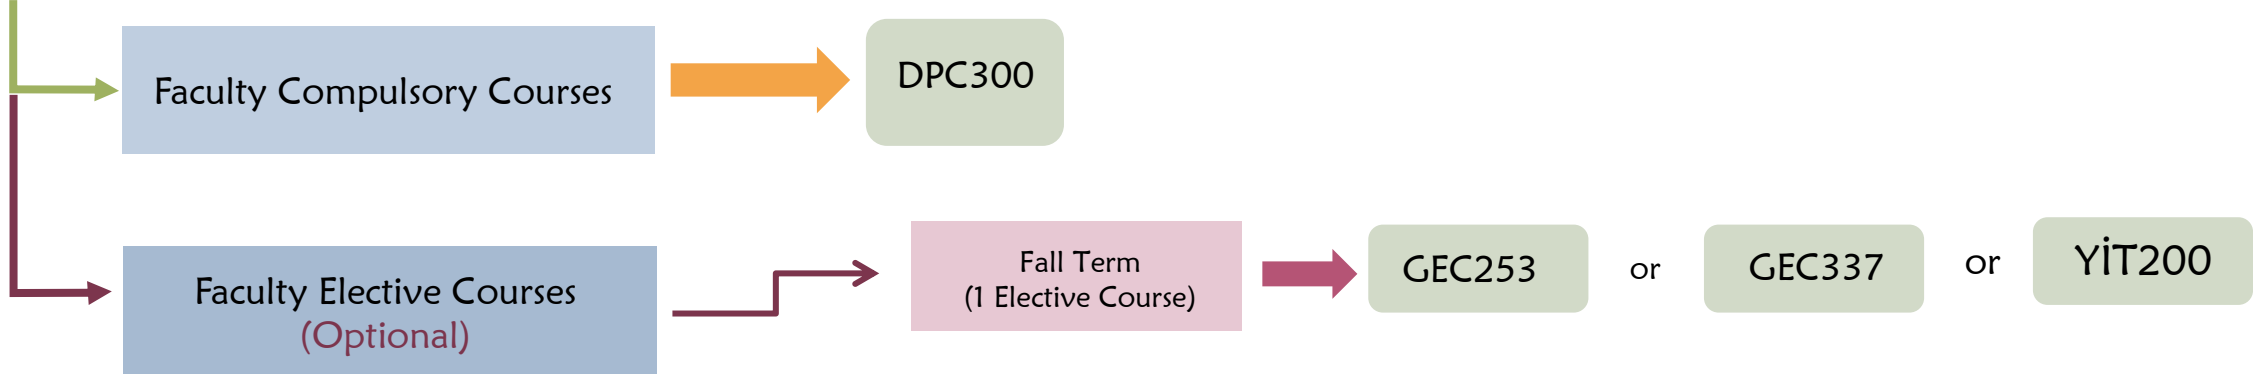 Faculty Compulsory Courses
DPC300
Faculty Elective Courses
(Optional)
Fall Term
(1 Elective Course)
GEC253
or
GEC337
or
YİT200